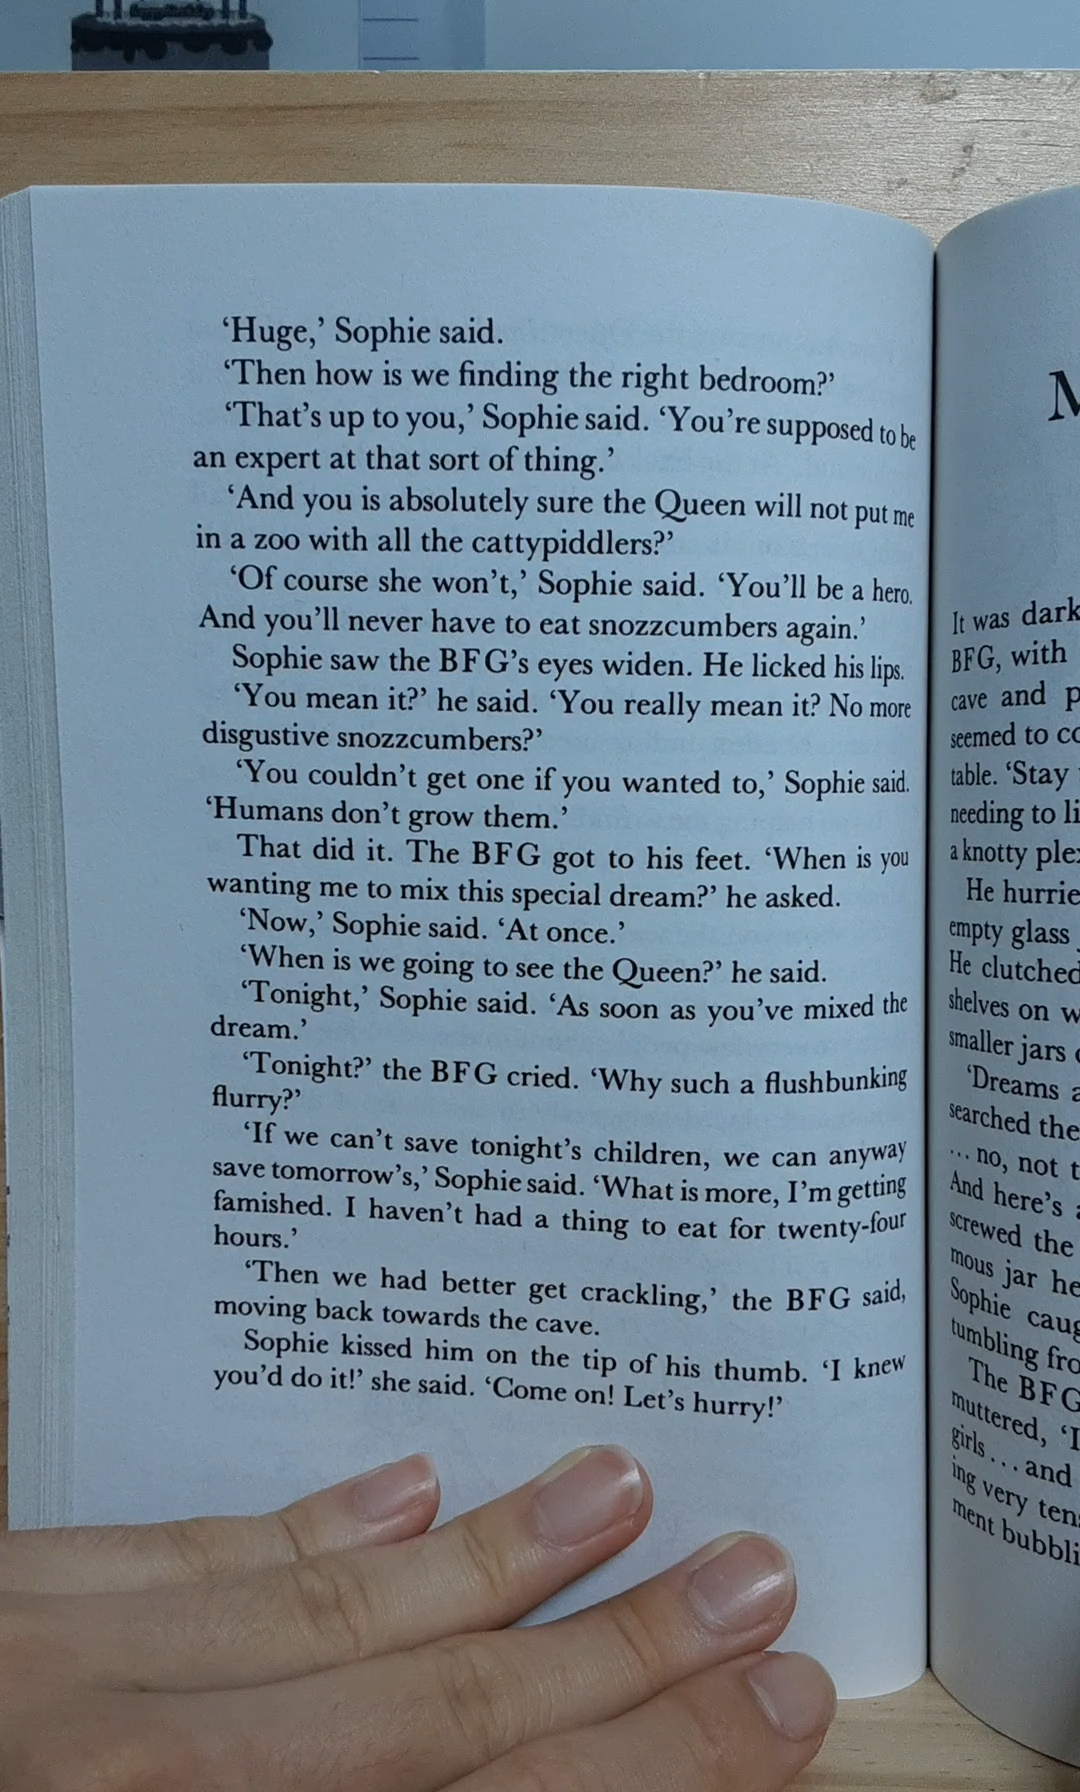 ‘Huge,’ Sophie said.
‘Then how is we finding the right bedroom?’
‘That’s up to you,’ Sophie said. ‘You’re supposed to be
an expert at that sort of thing.’
‘And you is absolutely sure the Queen will not put me
in a zoo with all the cattypiddlers?’
‘Of course she won’t,’ Sophie said. ‘You’ll be a hero.
And you’ll never have to eat snozzcumbers again.’
Sophie saw the BFG’s eyes widen. He licked his lips.
‘You mean it?’ he said. ‘You really mean it? No more
disgustive snozzcumbers?’
‘You couldn’t get one if you wanted to,’ Sophie said.
‘Humans don’t grow them.’
That did it. The BFG got to his feet. ‘When is you
wanting me to mix this special dream?’ he asked.
‘Now,’ Sophie said. ‘At once.’
‘When is we going to see the Queen?’ he said.
‘Tonight,’ Sophie said. ‘As soon as you’ve mixed the
dream.’
‘Tonight?’ the BFG cried. ‘Why such a flushbunking
flurry?’
‘If we can’t save tonight’s children, we can anyway
save tomorrow’s,’ Sophie said. ‘What is more, I’m getting
famished. I haven’t had a thing to eat for twenty-four
hours.’
‘Then we had better get crackling,’ the BFG said,
moving back towards the cave.
Sophie kissed him on the tip of his thumb. ‘I knew
you’d do it!’ she said. ‘Come on! Let’s hurry!’
It was dark
BFG, with
cave and
seemed to
table. ‘Stay
needing to
a knotty
He
empty glass
He clutched
shelves on
smaller jars
‘Dreams
searched the
... no, not
And here’s
screwed the
mous jar
Sophie
tumbling
The BFG
muttered,
girls ... and
ing very
ment